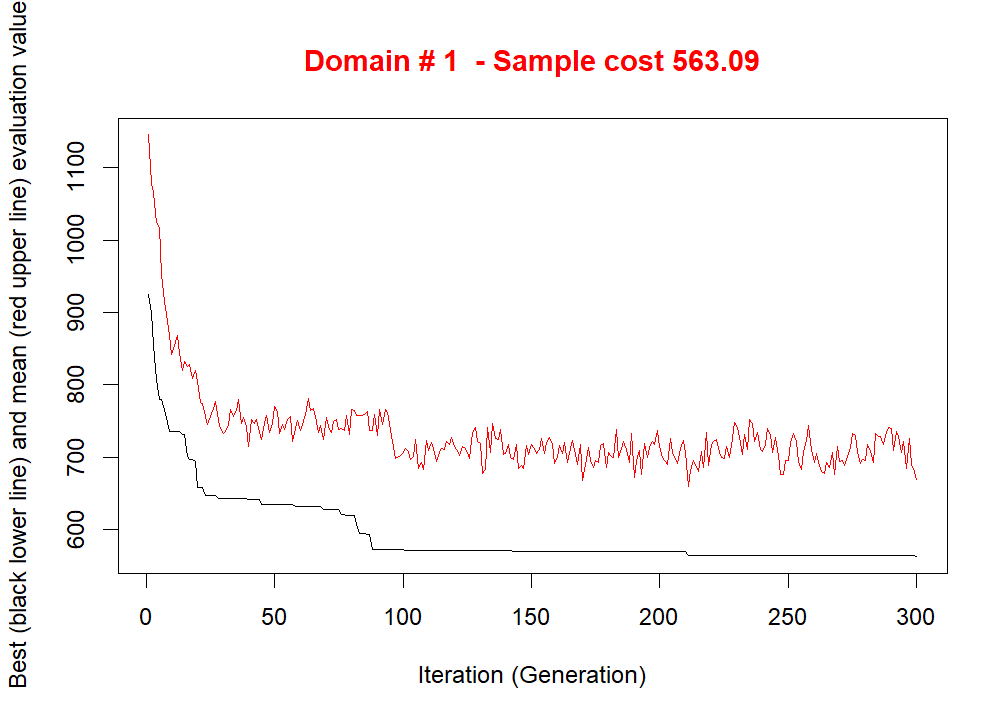 Domain # 1  - Sample cost 563.09
Best (black lower line) and mean (red upper line) evaluation value
1100
1000
900
800
700
600
0 50 100 150 200 250 300
Iteration (Generation)